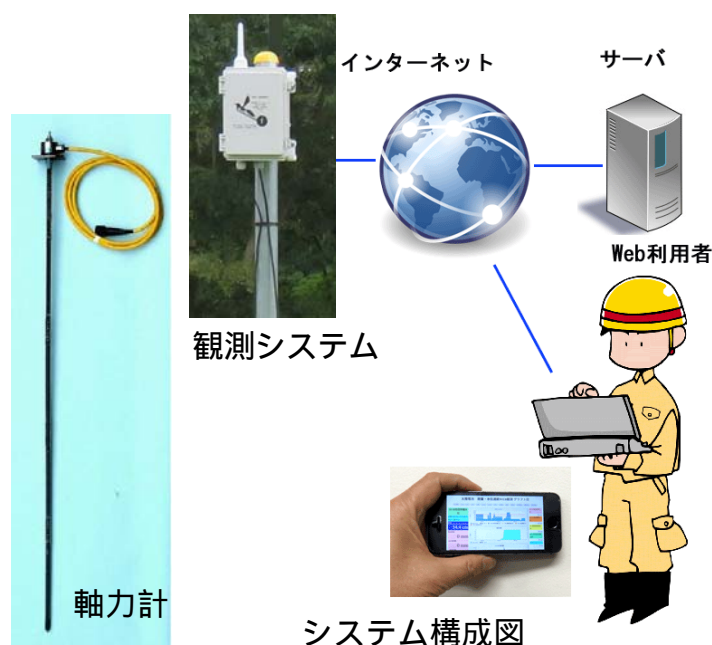 インターネット
サーバ
Web利用者
観測システム
軸力計
システム構成図